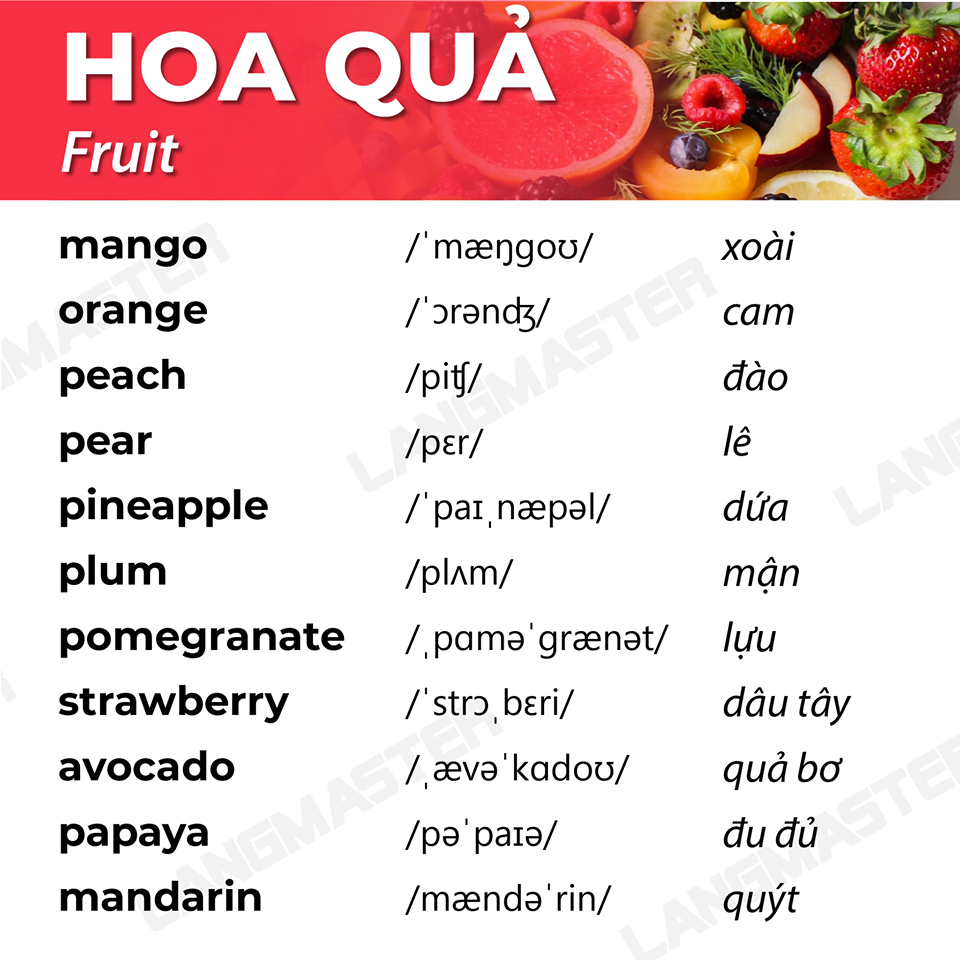 HOA QUẢ
Fruit
mango /ˈmæŋgoʊ/ xoài
orange /ˈɔrənʤ/ cam
peach /piʧ/ đào
pear /pɛr/ lê
pineapple /ˈpaɪˌnæpəl/ dứa
plum /plʌm/ mận
pomegranate /ˌpɑməˈgrænət/ lựu
strawberry /ˈstrɔˌbɛri/ dâu tây
avocado /ˌævəˈkɑdoʊ/ quả bơ
papaya /pəˈpaɪə/ đu đủ
mandarin /mændəˈrin/ quýt
LANGMASTER
LANGMASTER
LANGMASTER
LANGMASTER